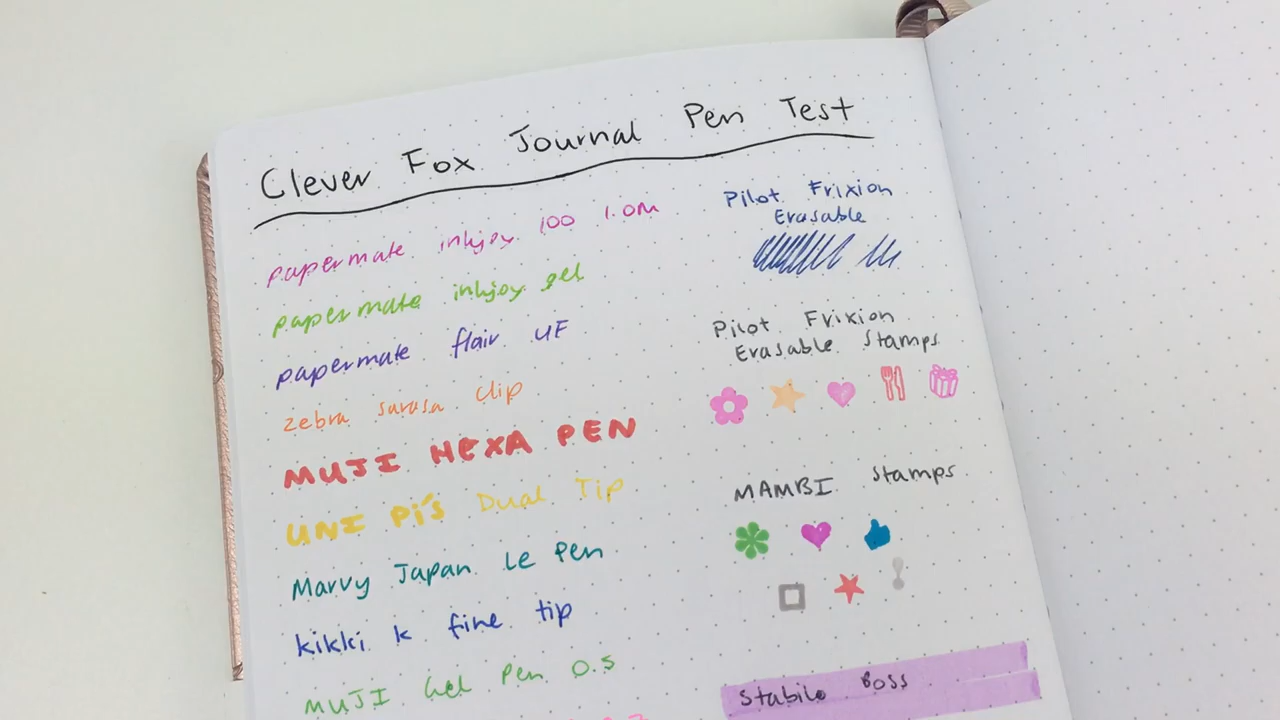 Clever Fox Journal Pen Test
papermate inkjoy 100 1.0M
papermate inkjoy gel
papermate flair UF
zebra sarasa clip
MUJI HEXA PEN
UNI Pi's Dual Tip
Marvy Japan Le Pen
kikki k fine tip
MUJI Gel Pen 0.5
Pilot Frixion
Erasable
Pilot Frixion
Erasable Stamps
MAMBI Stamps
Stabilo Boss